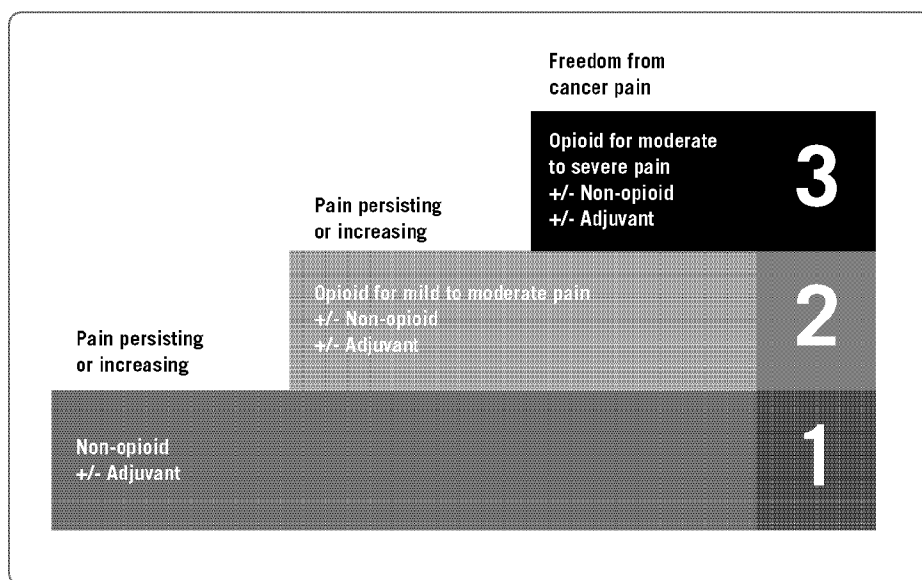 Freedom from
cancer pain
Opioid for moderate
to severe pain
+/- Non-opioid
+/- Adjuvant
3
Pain persisting
or increasing
Opioid for mild to moderate pain
+/- Non-opioid
+/- Adjuvant
2
Pain persisting
or increasing
Non-opioid
+/- Adjuvant
1